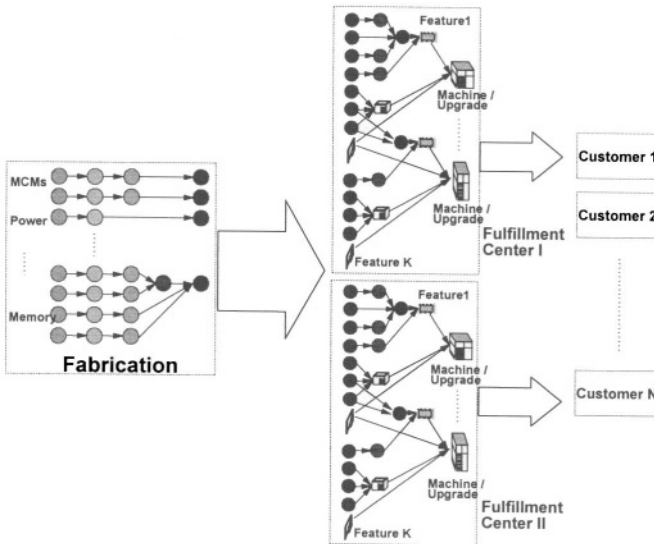 MCMs
Power
Memory
Fabrication
Feature1
Machine /
Upgrade
Machine /
Upgrade
Feature K
Fulfillment
Center I
Feature1
Machine /
Upgrade
Machine /
Upgrade
Feature K
Fulfillment
Center II
Customer 1
Customer 2
Customer N